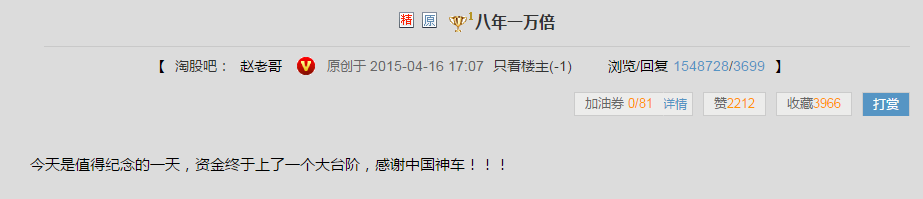 精 原 1 八年一万倍
【 淘股吧： 赵老哥 V 原创于 2015-04-16 17:07 只看楼主(-1) 浏览/回复 1548728/3699 】
加油券 0/81 详情 赞2212 收藏3966 打赏
今天是值得纪念的一天，资金终于上了一个大台阶，感谢中国神车！！！